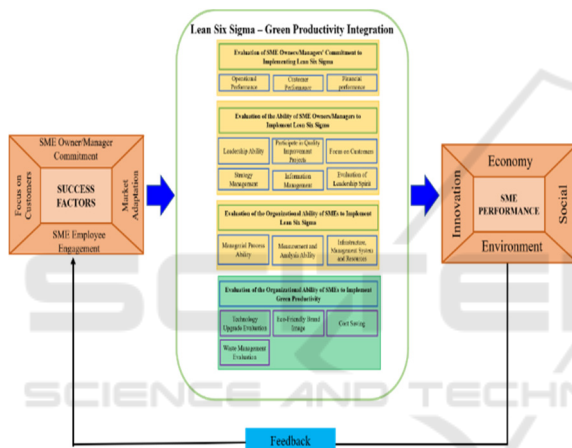 Lean Six Sigma – Green Productivity Integration
Evaluation of SME Owners/Managers' Commitment to
Implementing Lean Six Sigma
Operational
Performance
Customer
Performance
Financial
performance
Evaluation of the Ability of SME Owners/Managers to
Implement Lean Six Sigma
Leadership Ability
Participate in Quality
Improvement
Projects
Focus on Customers
Strategy
Management
Information Management
Evaluation of
Leadership Spirit
Evaluation of the Organizational Ability of SMEs to Implement
Lean Six Sigma
Managerial Process
Ability
Measurement and
Analysis Ability
Infrastructure,
Management System
and Resources
Evaluation of the Organizational Ability of SMEs to Implement
Green Productivity
Technology
Upgrade Evaluation
Eco-Friendly Brand
Image
Cost Saving
Waste Management
Evaluation
SME Owner/Manager
Commitment
Focus on
Customers
SUCCESS
FACTORS
Market
Adaptation
SME Employee
Engagement
Economy
Innovation
SME
PERFORMANCE
Social
Environment
Feedback
SCIENCE AND TECHN